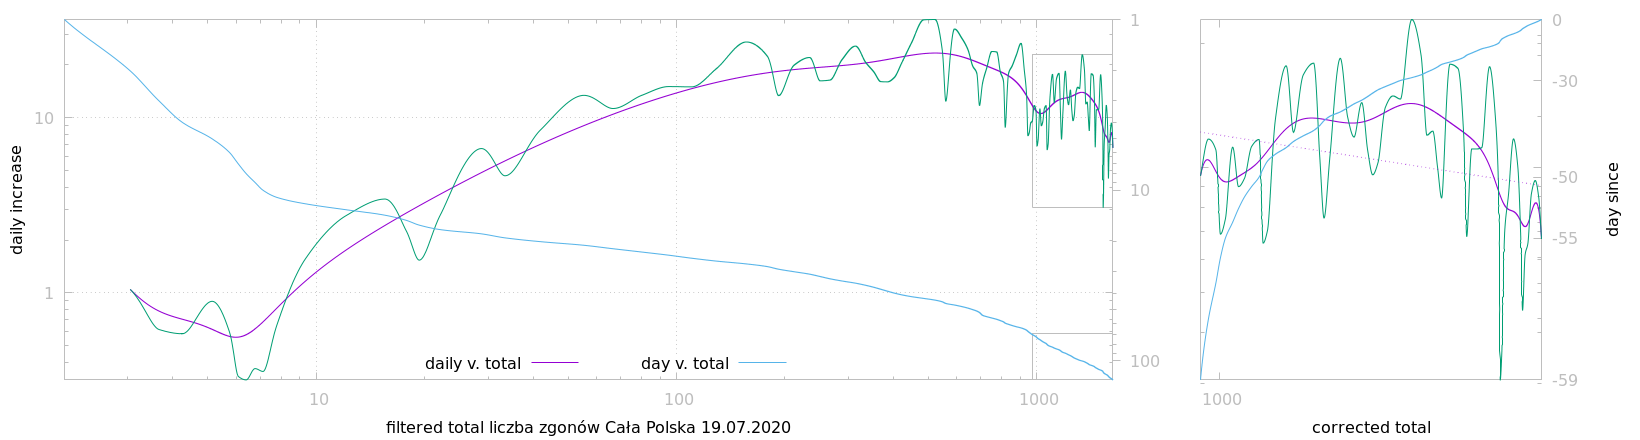 1
0
-30
10
10
-50
-55
1
100
-59
daily increase
day since
daily v. total
day v. total
10
100
1000
1000
filtered total liczba zgonów Cała Polska 19.07.2020
corrected total